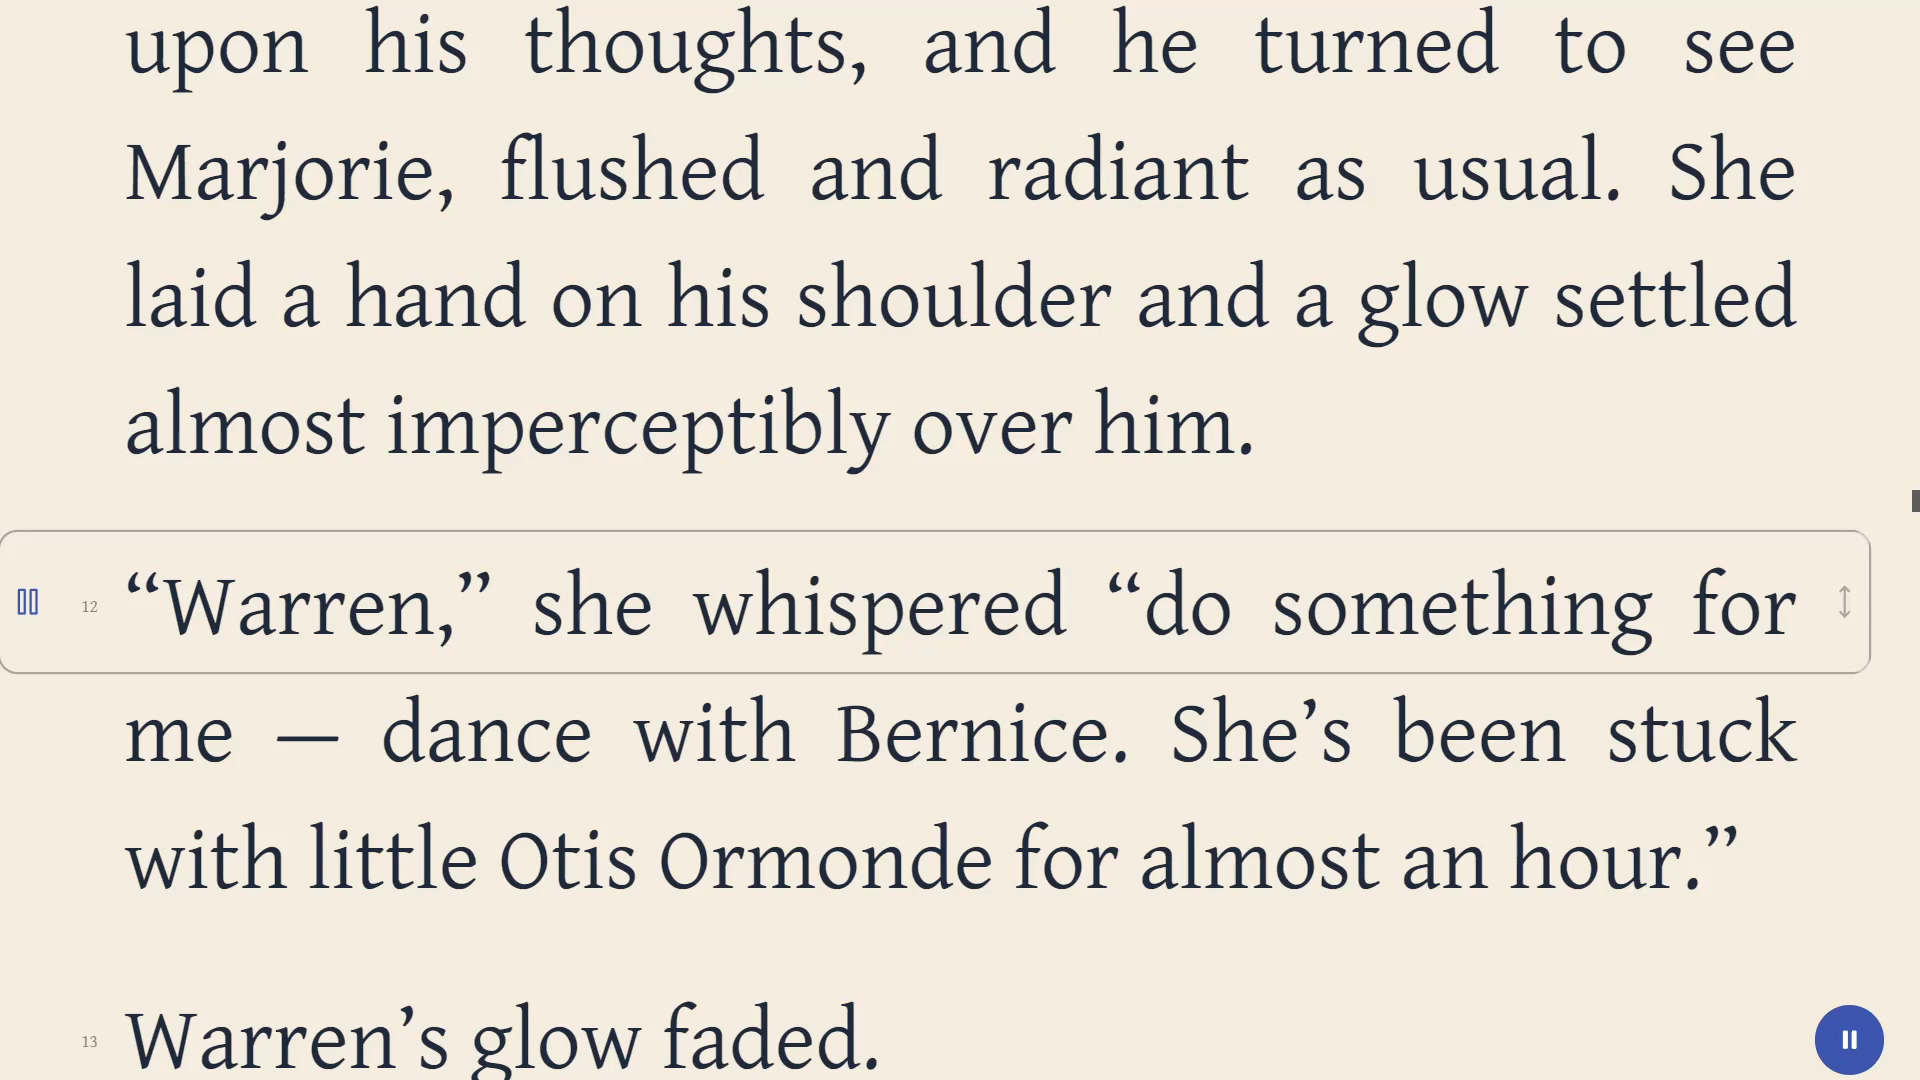 upon his thoughts, and he turned to see
Marjorie, flushed and radiant as usual. She
laid a hand on his shoulder and a glow settled
almost imperceptibly over him.
12 “Warren,” she whispered “do something for
me — dance with Bernice. She’s been stuck
with little Otis Ormonde for almost an hour.”
13 Warren’s glow faded.